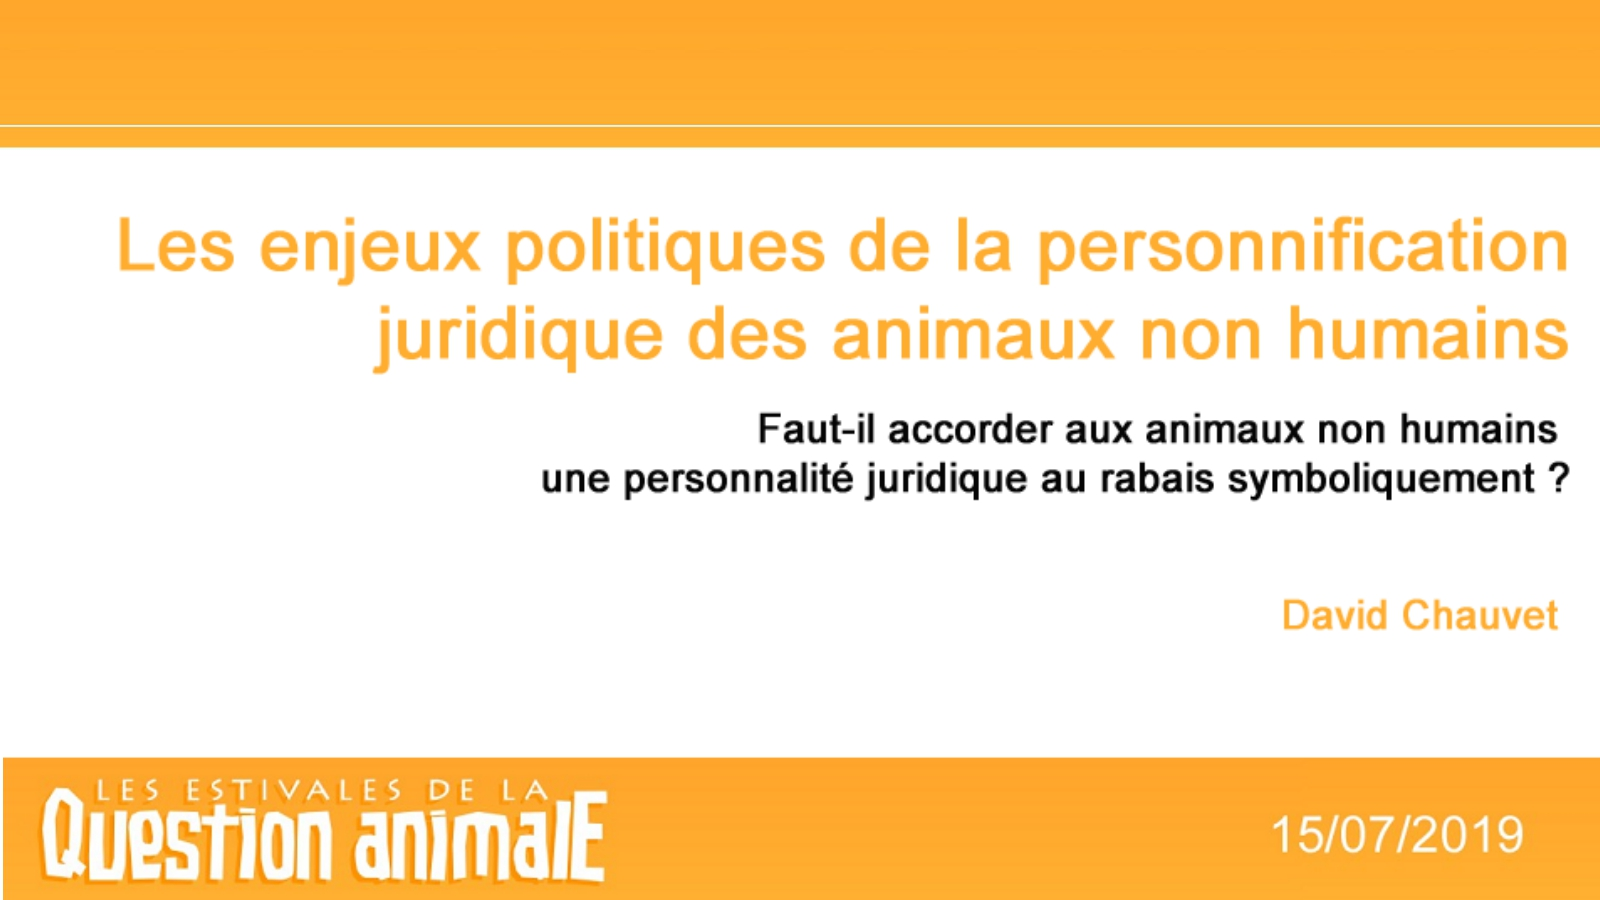 Les enjeux politiques de la personnification
juridique des animaux non humains
Faut-il accorder aux animaux non humains
une personnalité juridique au rabais symboliquement ?
David Chauvet
LES ESTIVALES DE LA
Question animalE
15/07/2019